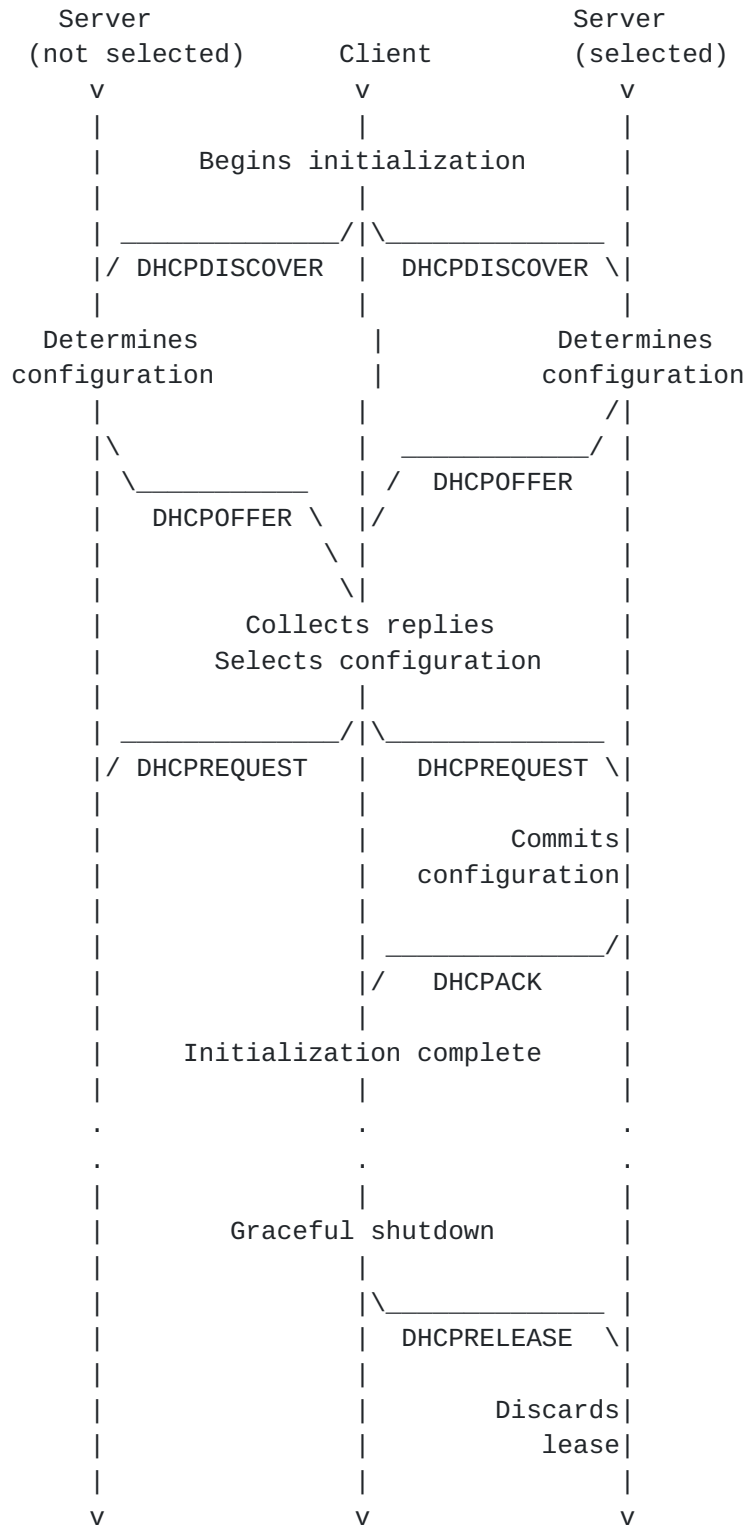 Server Server
(not selected) Client (selected)
v v v
Begins initialization
DHCPDISCOVER DHCPDISCOVER
Determines Determines
configuration configuration
DHCPOFFER
DHCPOFFER
Collects replies
Selects configuration
DHCPREQUEST DHCPREQUEST
Commits
configuration
DHCPACK
Initialization complete
. . .
. . .
Graceful shutdown
DHCPRELEASE
Discards
lease
v v v